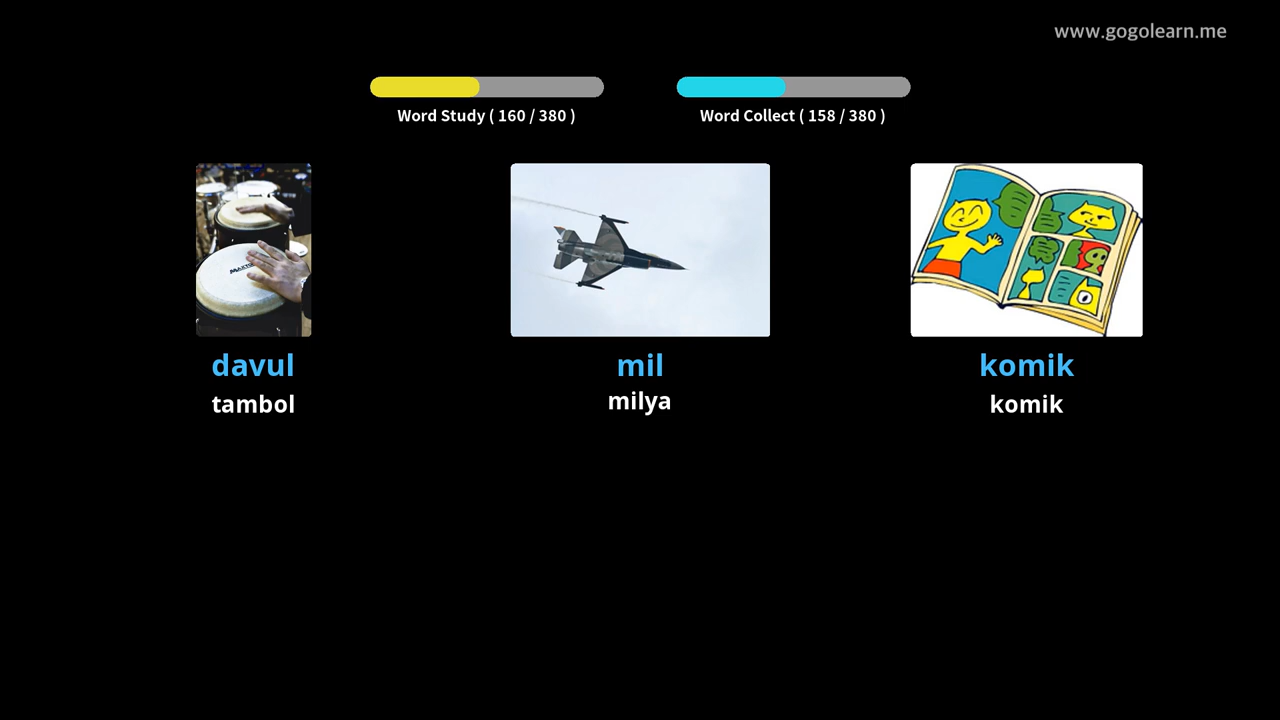 www.gogolearn.me
Word Study ( 160 / 380 )
Word Collect ( 158 / 380 )
davul
tambol
mil
milya
komik
komik